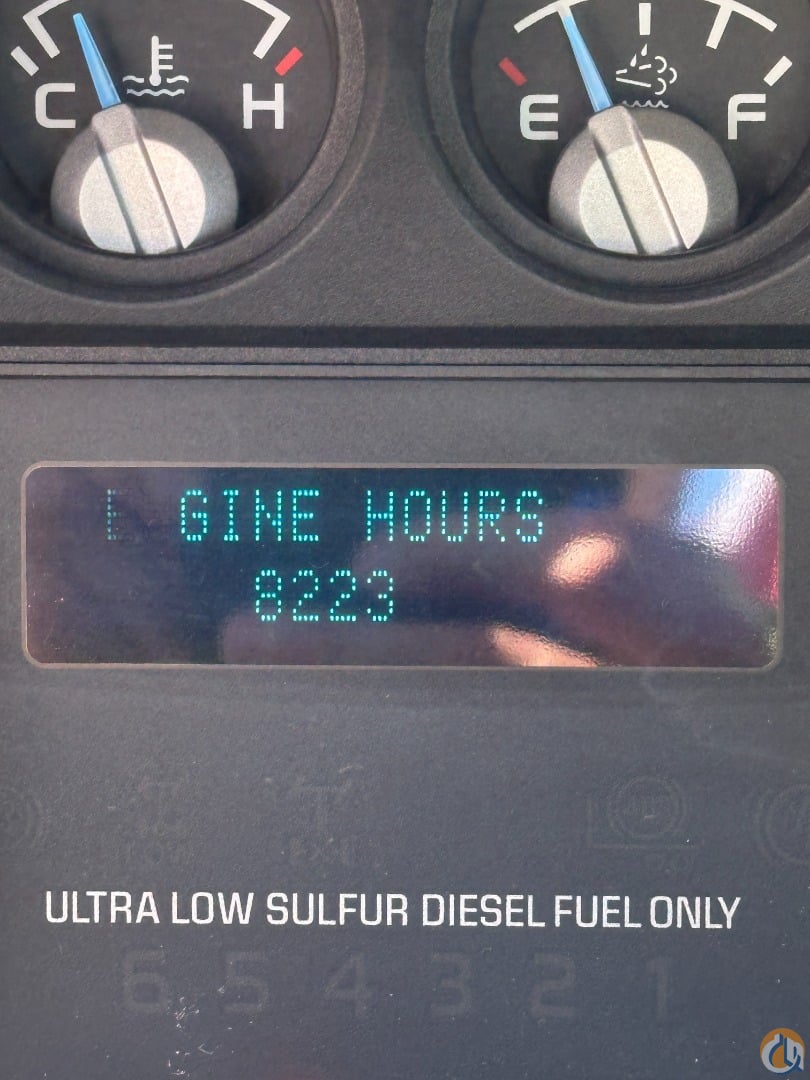 C H E F
E GINE HOURS
8223
ULTRA LOW SULFUR DIESEL FUEL ONLY
6 5 4 3 2 1